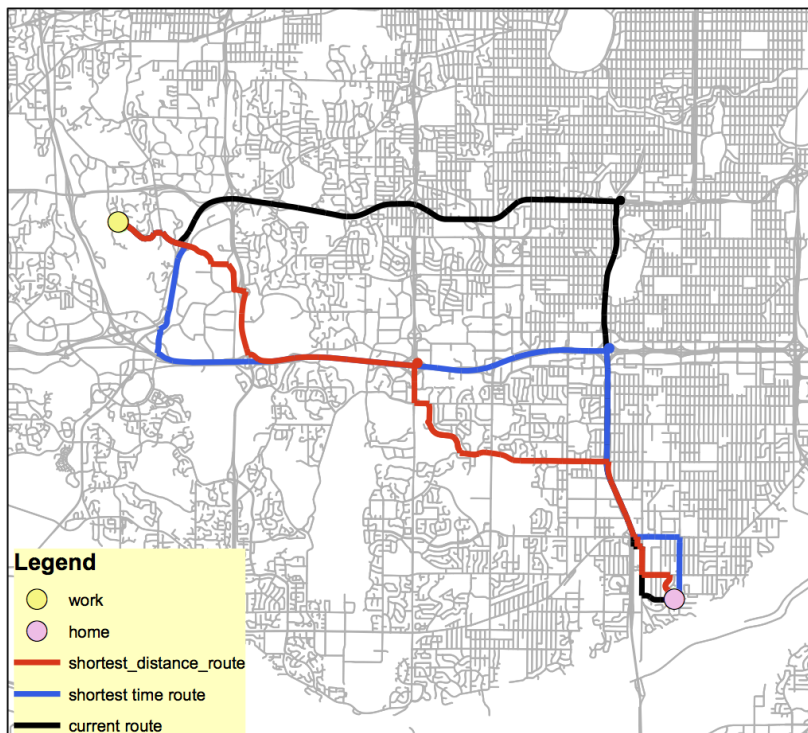 Legend
work
home
shortest_distance_route
shortest time route
current route